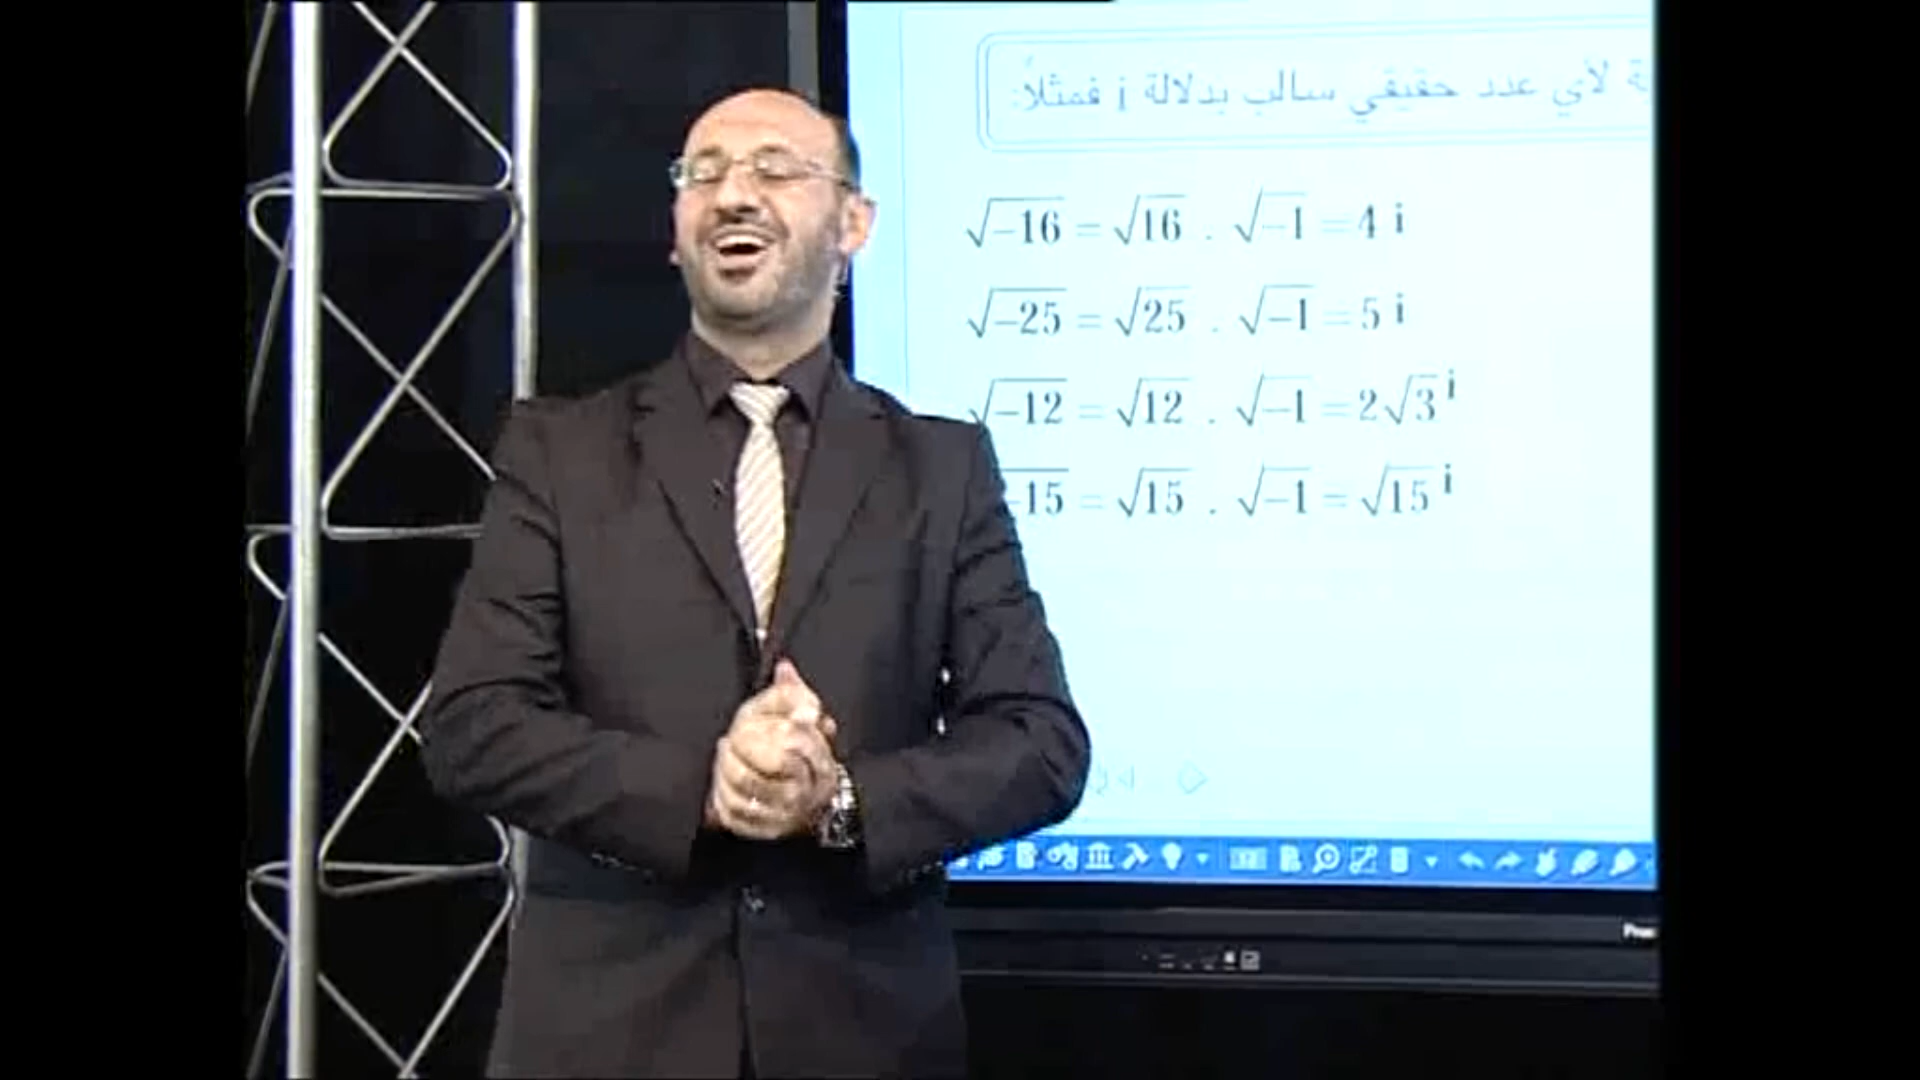 لأي عدد حقيقي سالب بدلالة i فمثلاً:
√-16 = √16 . √-1 = 4 i
√-25 = √25 . √-1 = 5 i
√-12 = √12 . √-1 = 2√3 i
-15 = √15 . √-1 = √15 i